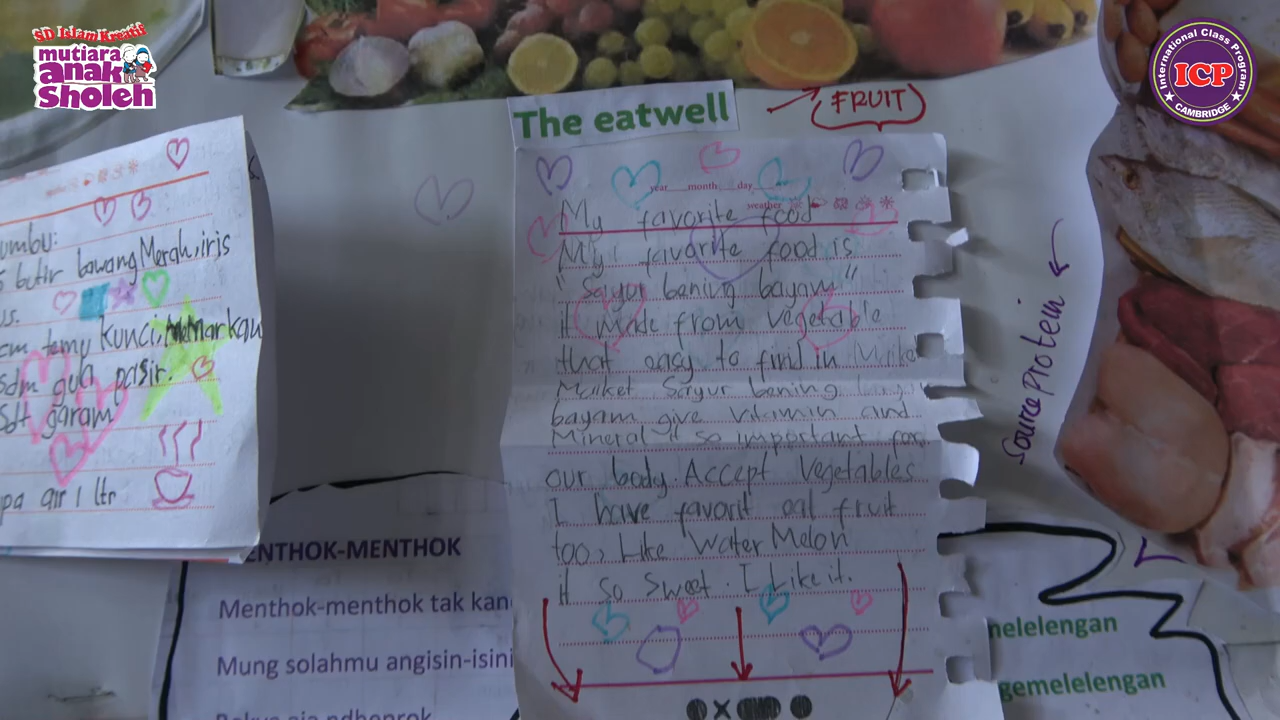 SD Islam Kreatif
mutiara
anak
Sholeh
International Class Program
ICP
CAMBRIDGE
The eatwell
FRUIT
year month day
weather
My favorite food
My favorite food is
"Sayur bening bayam"
it made from vegetable
that easy to find in
Market Sayur bening
bayam give vitamin and
Mineral it so important for
our body. Accept Vegetables
I have favorit eat fruit
too, Like Water Melon
it so Sweet. I Like it.
Source Protein
umbu:
5 butir bawang Merah, iris
us.
cm temu Kunci, Memarkan
sdm gula pasir.
Sdt garam
pa air 1 ltr
ENTHOK-MENTHOK
Menthok-menthok tak kan
Mung solahmu angisin-isini
nelelengan
gemelelengan